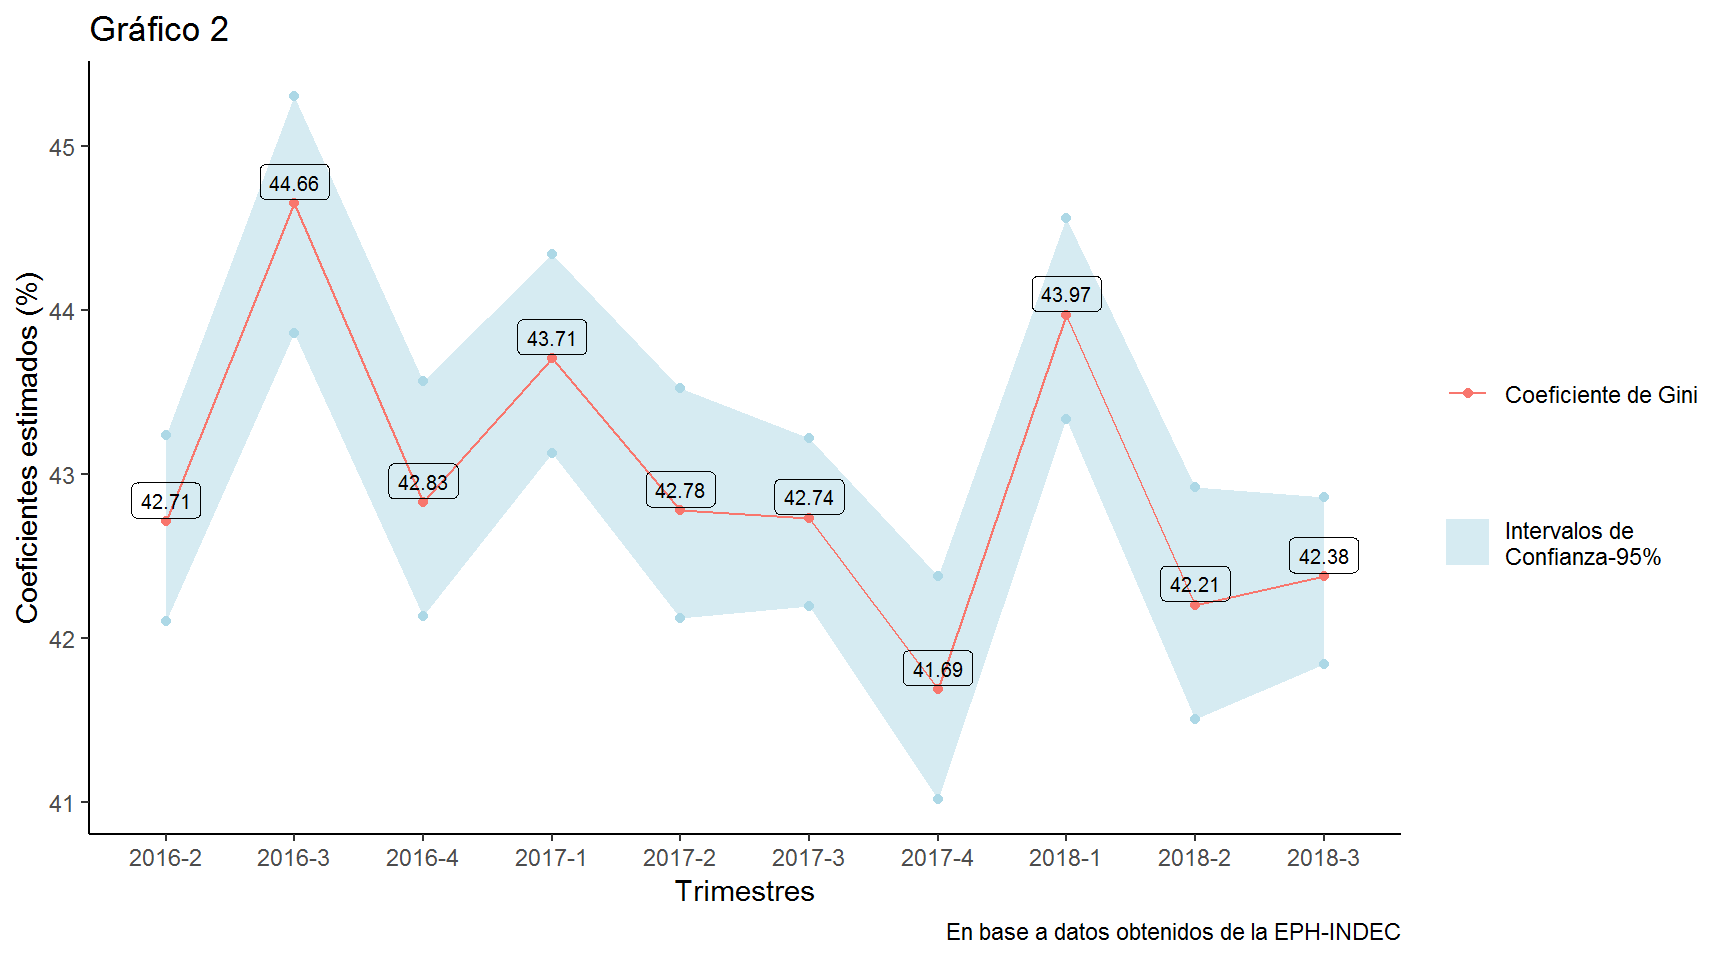 Gráfico 2
Coeficientes estimados (%)
45
44
43
42
41
42.71
44.66
42.83
43.71
42.78
42.74
41.69
43.97
42.21
42.38
2016-2 2016-3 2016-4 2017-1 2017-2 2017-3 2017-4 2018-1 2018-2 2018-3
Trimestres
Coeficiente de Gini
Intervalos de
Confianza-95%
En base a datos obtenidos de la EPH-INDEC